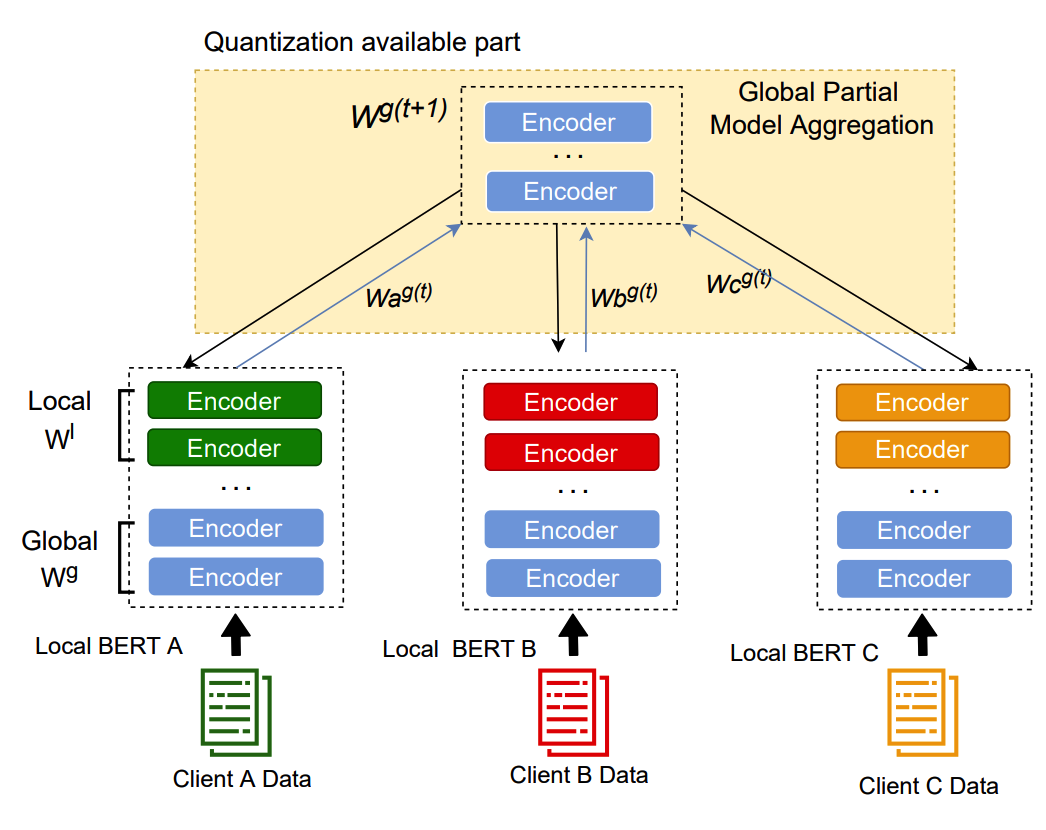 Quantization available part
Global Partial
Model Aggregation
Wg(t+1)
Encoder
...
Encoder
Wag(t)
Wbg(t)
Wcg(t)
Local
Wl
Encoder
Encoder
...
Global
Wg
Encoder
Encoder
Encoder
Encoder
...
Encoder
Encoder
Encoder
Encoder
...
Encoder
Encoder
Local BERT A
Local BERT B
Local BERT C
Client A Data
Client B Data
Client C Data